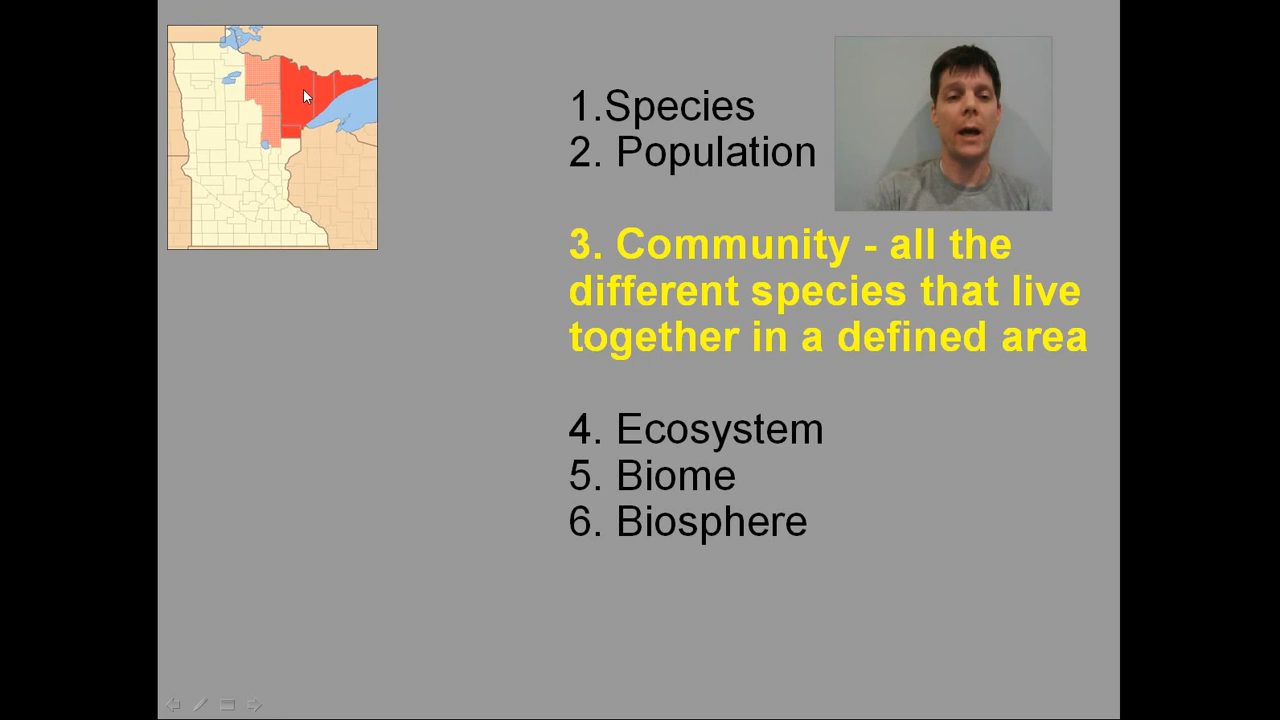 1.Species
2. Population
3. Community - all the
different species that live
together in a defined area
4. Ecosystem
5. Biome
6. Biosphere